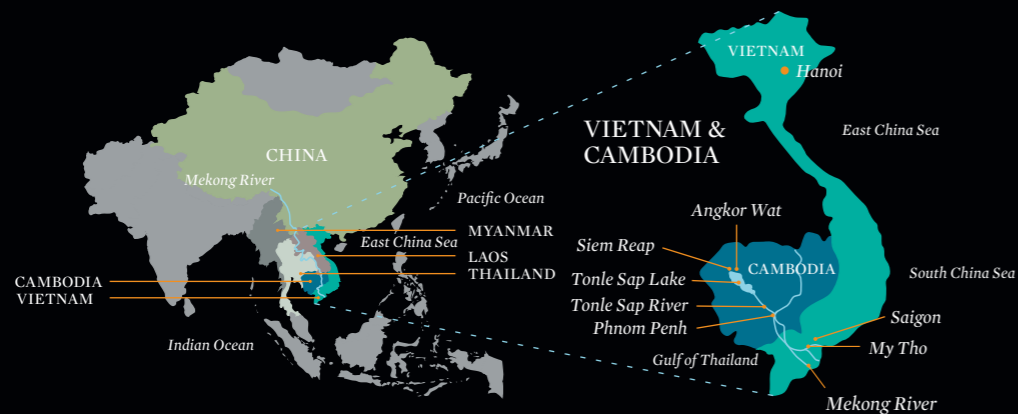 CHINA
Mekong River
Pacific Ocean
East China Sea
MYANMAR
LAOS
THAILAND
CAMBODIA
VIETNAM
Indian Ocean
VIETNAM &
CAMBODIA
VIETNAM
Hanoi
East China Sea
Angkor Wat
Siem Reap
CAMBODIA
Tonle Sap Lake
South China Sea
Tonle Sap River
Phnom Penh
Saigon
My Tho
Gulf of Thailand
Mekong River